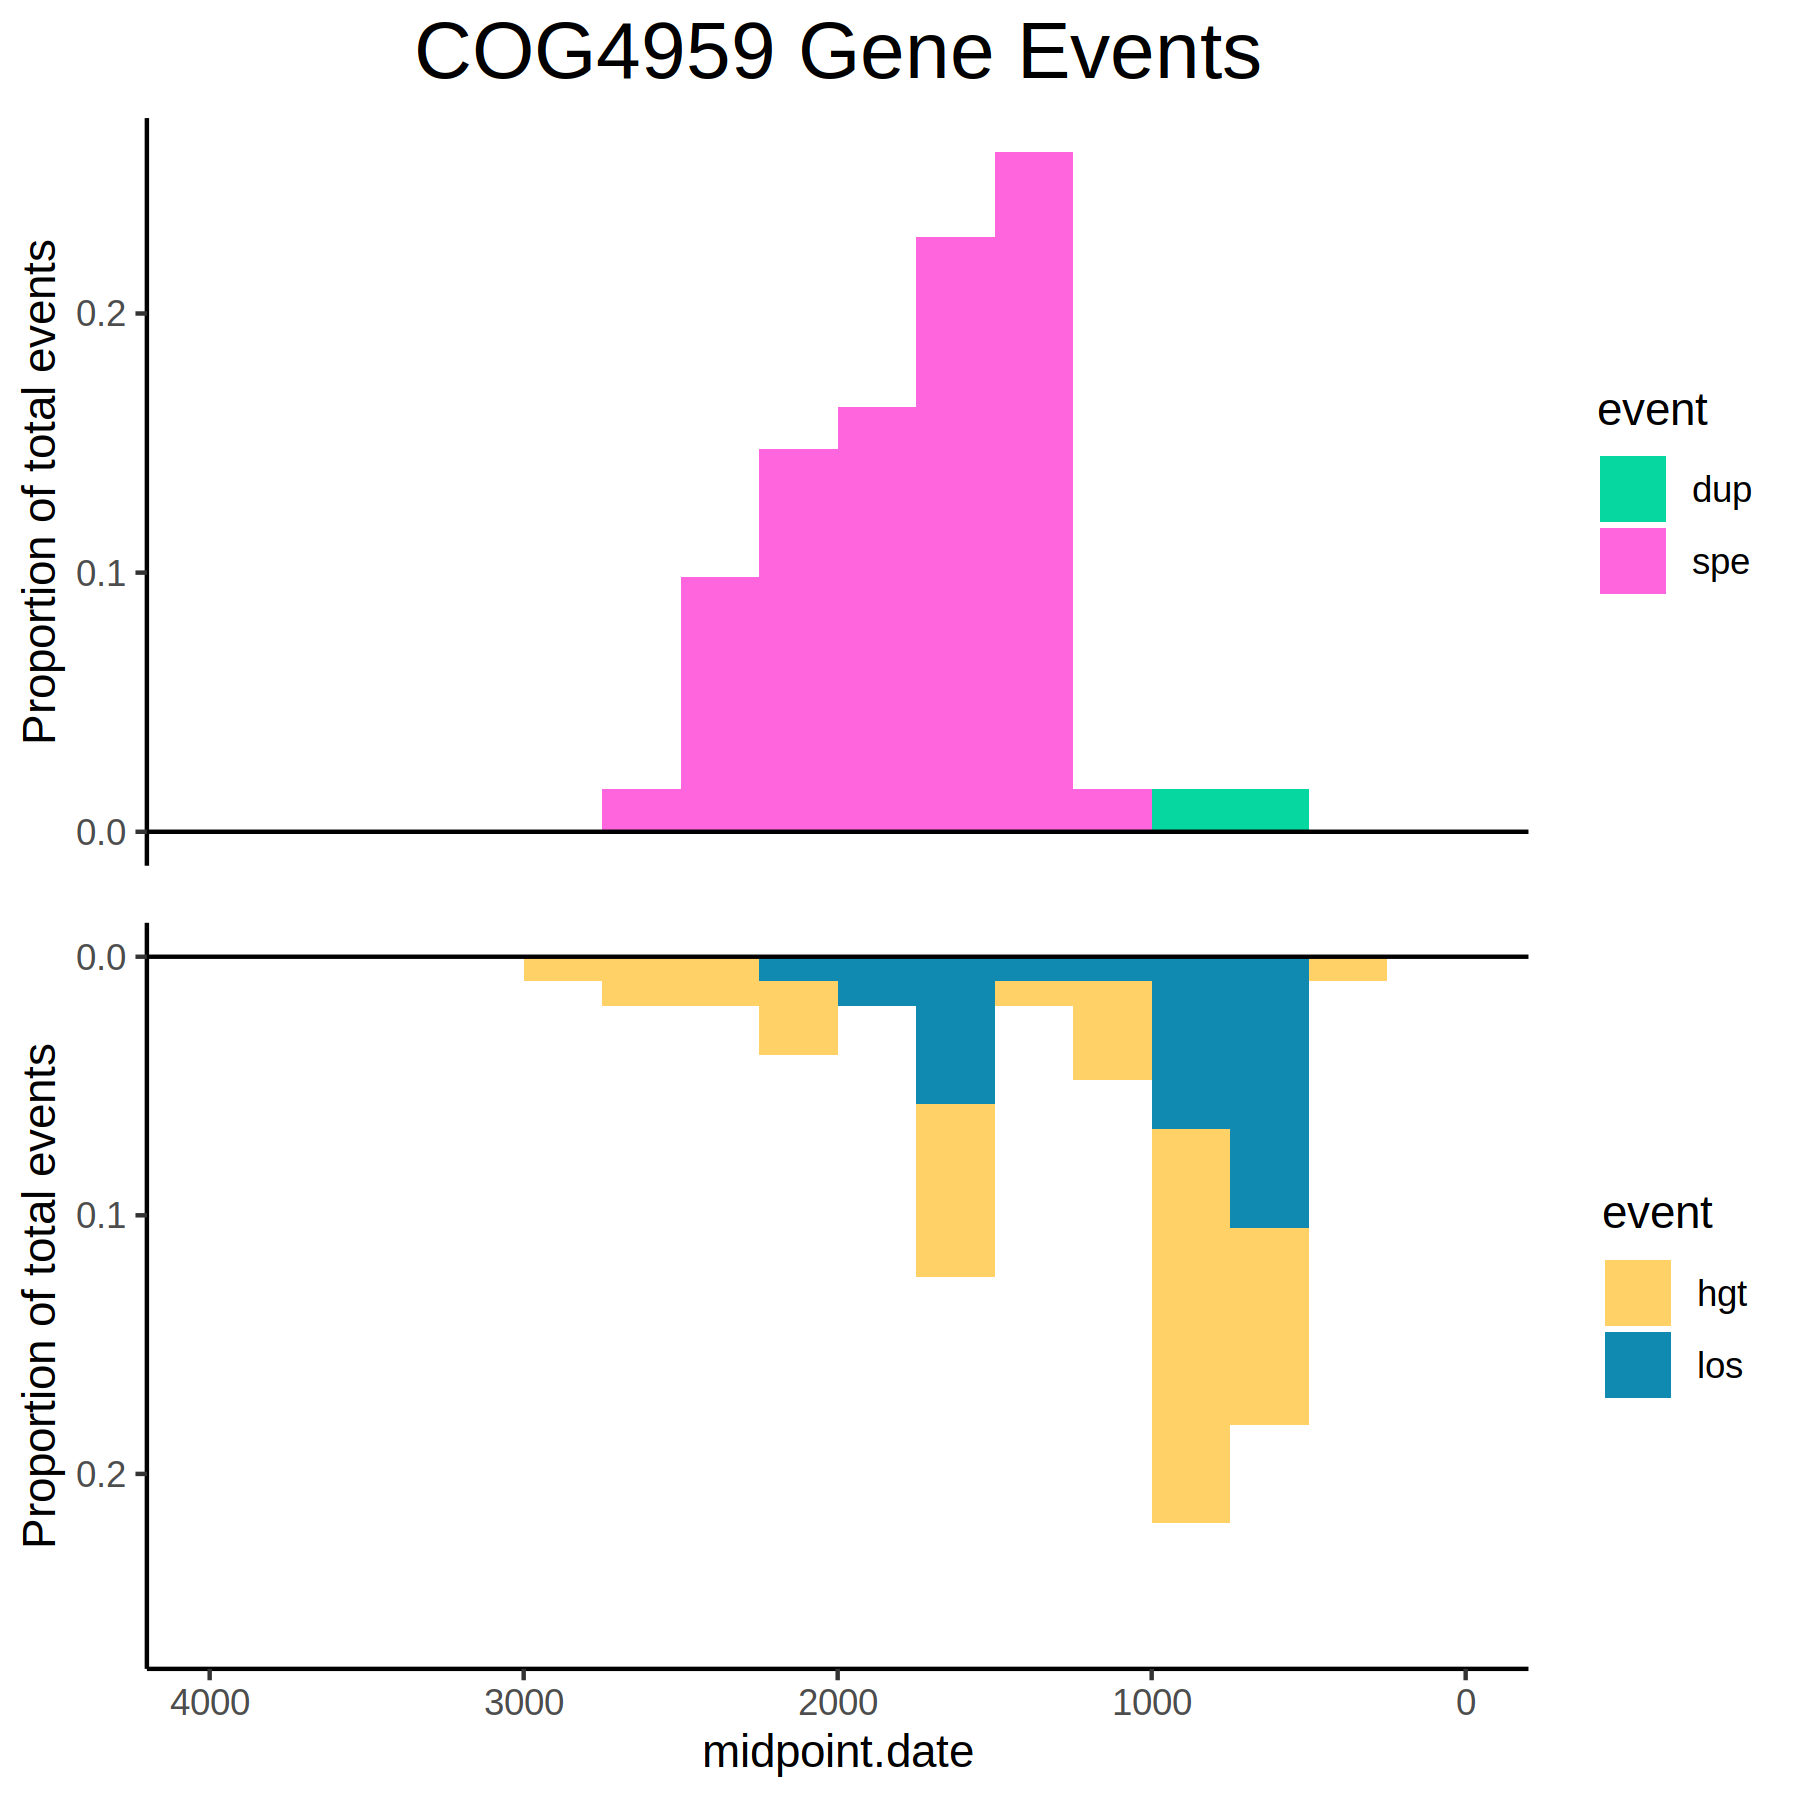 COG4959 Gene Events
Proportion of total events
0.2
0.1
0.0
event
dup
spe
Proportion of total events
0.0
0.1
0.2
event
hgt
los
4000 3000 2000 1000 0
midpoint.date